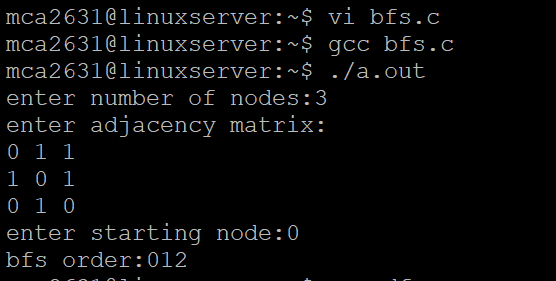 mca2631@linuxserver:~$ vi bfs.c
mca2631@linuxserver:~$ gcc bfs.c
mca2631@linuxserver:~$ ./a.out
enter number of nodes:3
enter adjacency matrix:
0 1 1
1 0 1
0 1 0
enter starting node:0
bfs order:012